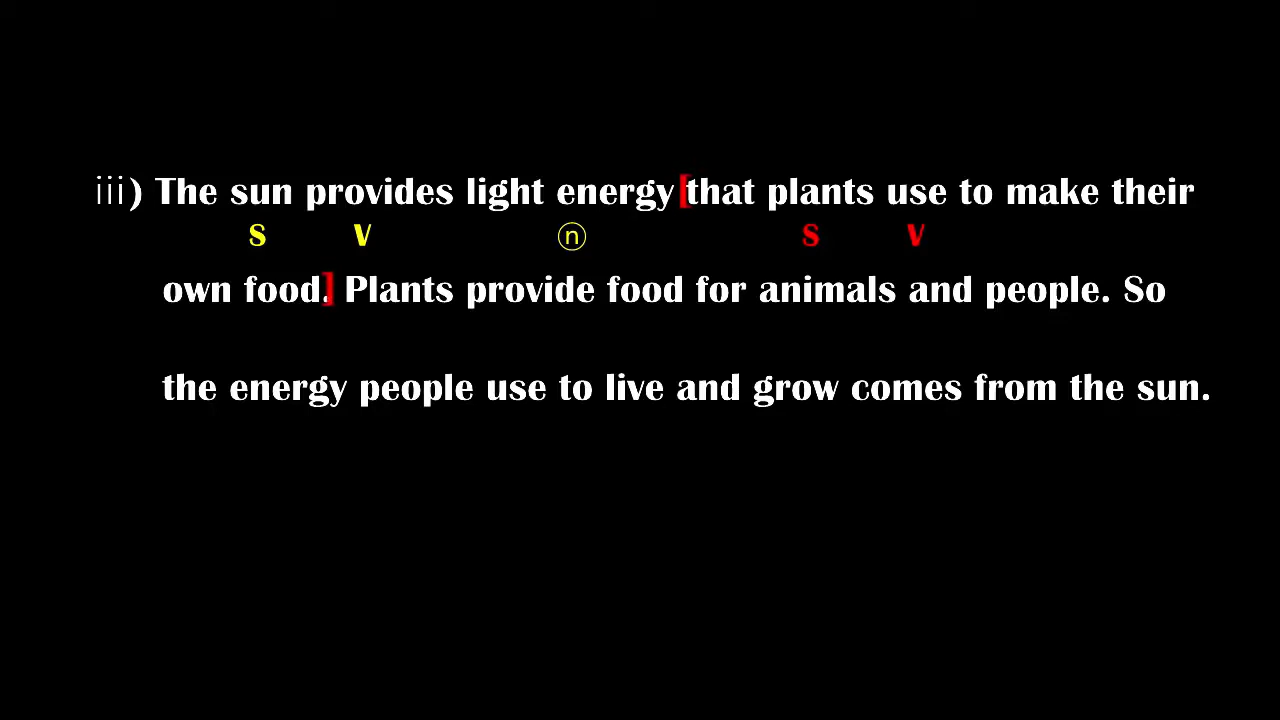 ⅲ) The sun provides light energy [that plants use to make their
S V ⓝ S V
own food.] Plants provide food for animals and people. So
the energy people use to live and grow comes from the sun.